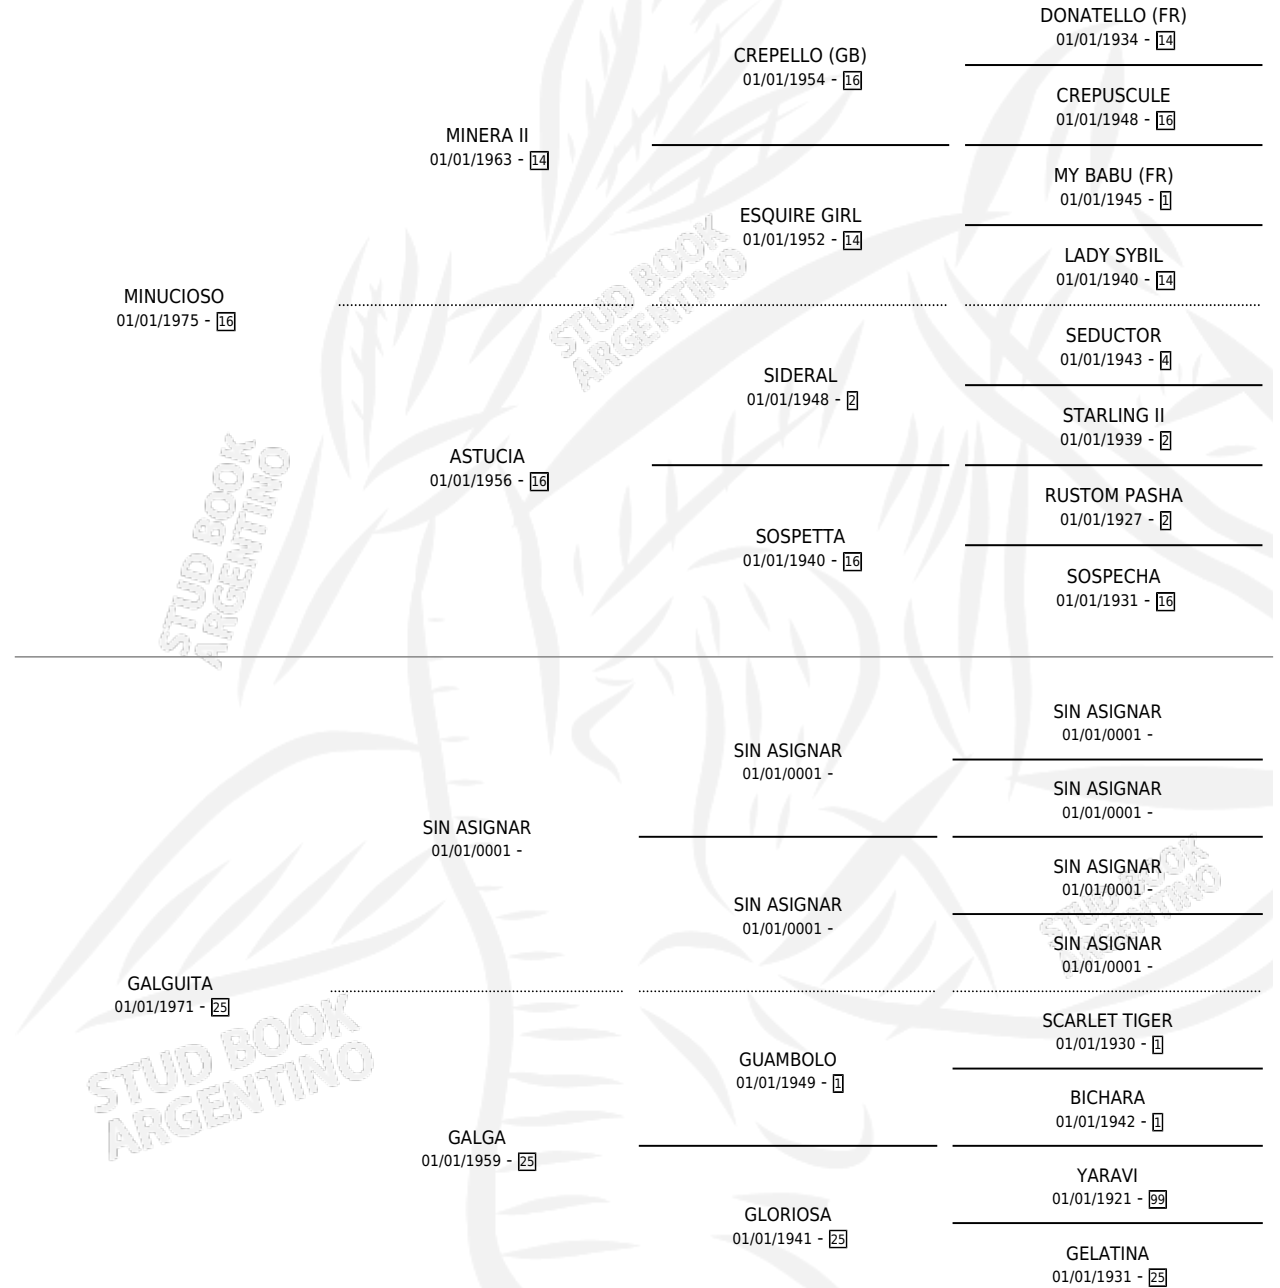 DONATELLO (FR)
01/01/1934 - 14
CREPELLO (GB)
01/01/1954 - 16
CREPUSCULE
01/01/1948 - 16
MINERA II
01/01/1963 - 14
MY BABU (FR)
01/01/1945 - 1
ESQUIRE GIRL
01/01/1952 - 14
LADY SYBIL
01/01/1940 - 14
MINUCIOSO
01/01/1975 - 16
SEDUCTOR
01/01/1943 - 4
SIDERAL
01/01/1948 - 2
STARLING II
01/01/1939 - 2
ASTUCIA
01/01/1956 - 16
RUSTOM PASHA
01/01/1927 - 2
SOSPETTA
01/01/1940 - 16
SOSPECHA
01/01/1931 - 16
STUD BOOK
ARGENTINO
STUD BOOK
ARGENTINO
SIN ASIGNAR
01/01/0001 -
SIN ASIGNAR
01/01/0001 -
SIN ASIGNAR
01/01/0001 -
SIN ASIGNAR
01/01/0001 -
SIN ASIGNAR
01/01/0001 -
SIN ASIGNAR
01/01/0001 -
SIN ASIGNAR
01/01/0001 -
STUD BOOK
ARGENTINO
GALGUITA
01/01/1971 - 25
SCARLET TIGER
01/01/1930 - 1
GUAMBOLO
01/01/1949 - 1
BICHARA
01/01/1942 - 1
GALGA
01/01/1959 - 25
YARAVI
01/01/1921 - 99
GLORIOSA
01/01/1941 - 25
GELATINA
01/01/1931 - 25
STUD BOOK
ARGENTINO